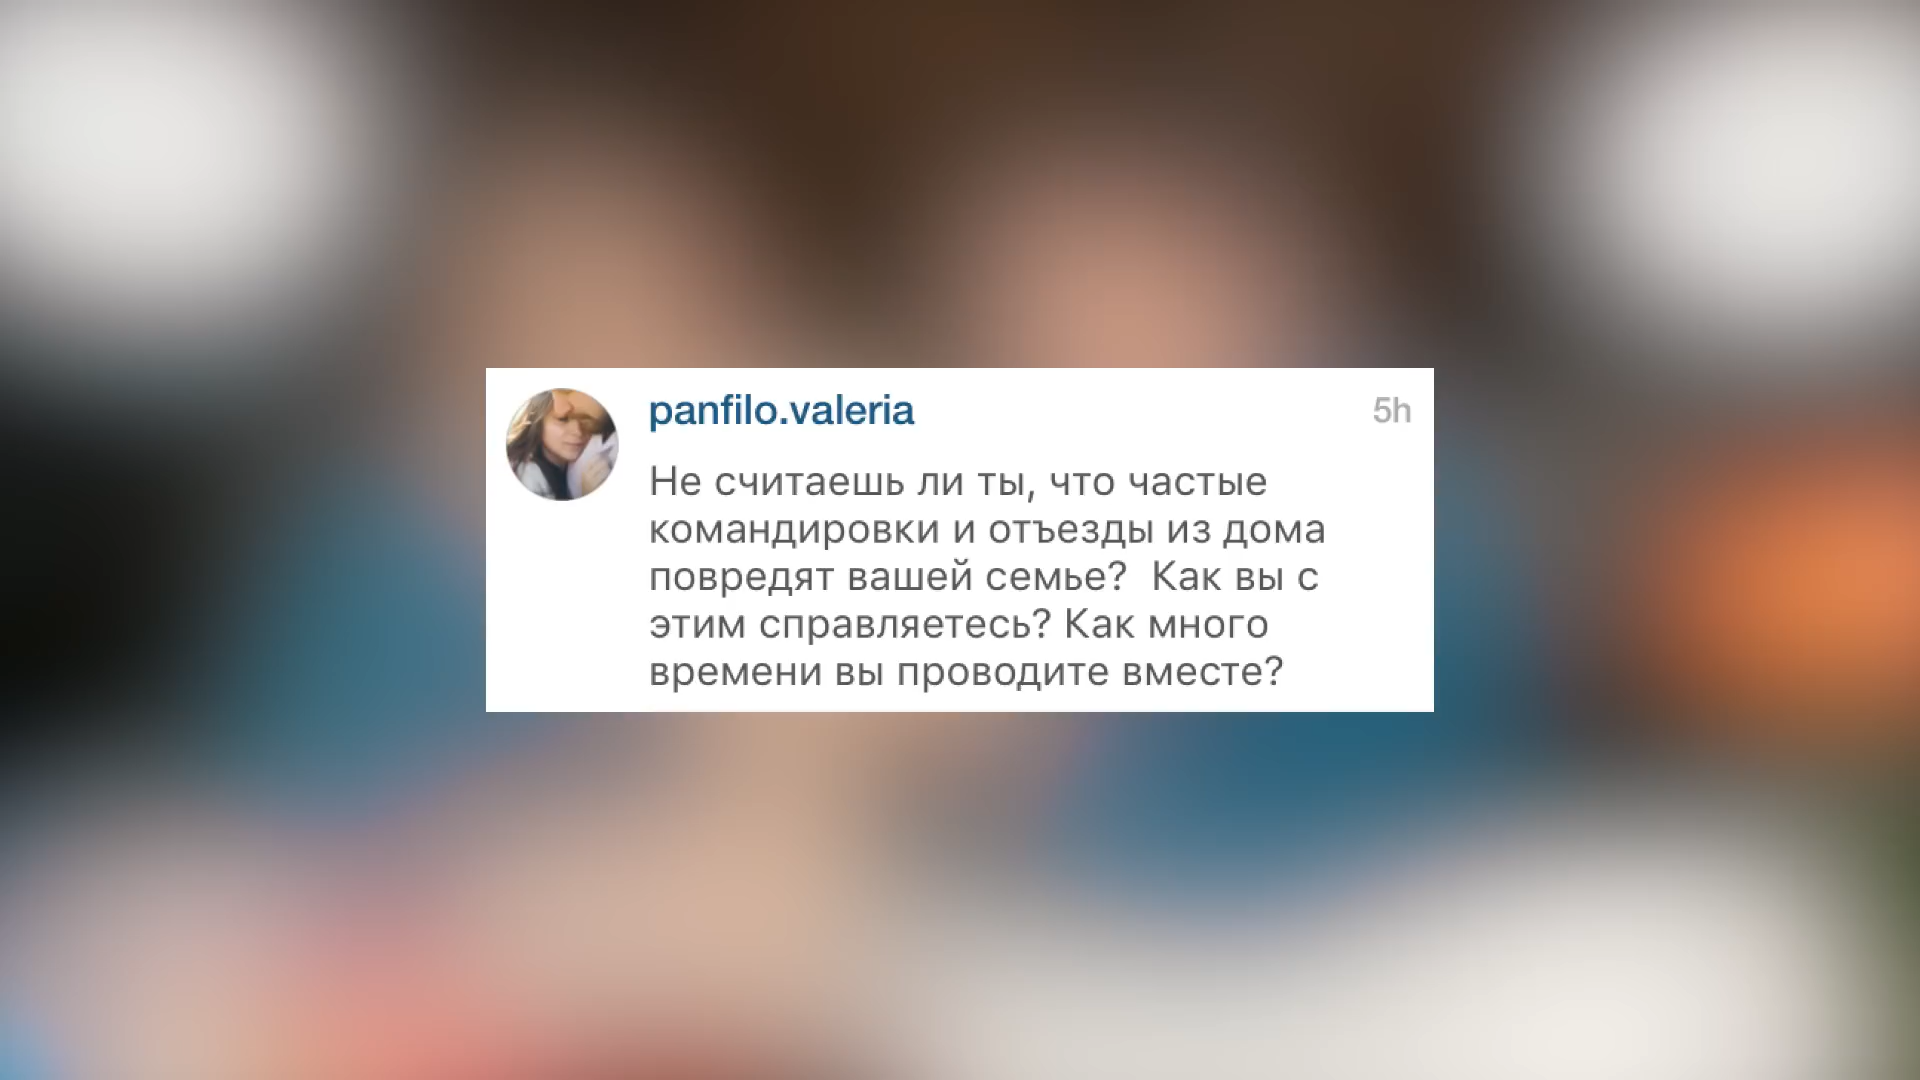 panfilo.valeria 5h
Не считаешь ли ты, что частые
командировки и отъезды из дома
повредят вашей семье?  Как вы с
этим справляетесь? Как много
времени вы проводите вместе?